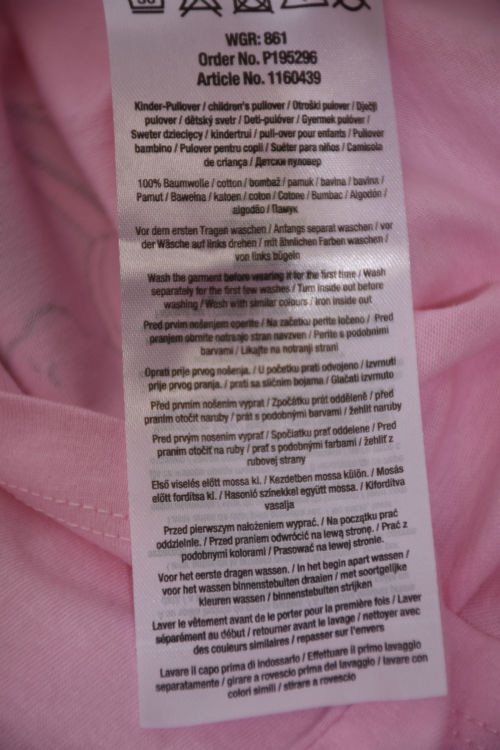 WGR: 861
Order No. P195296
Article No. 1160439
Kinder-Pullover / children's pullover / Otroški pulover / Dječji
pulover / dětský svetr / Deti-pulóver / Gyermek pulóver /
Sweter dziecięcy / kindertrui / pull-over pour enfants / Pullover
bambino / Pulover pentru copii / Suéter para niños / Camisola
de criança / Детски пуловер
100% Baumwolle / cotton / bombaž / pamuk / bavlna / bavlna /
Pamut / Bawełna / katoen / coton / Cotone / Bumbac / Algodón /
algodão / Памук
Vor dem ersten Tragen waschen / Anfangs separat waschen / vor
der Wäsche auf links drehen / mit ähnlichen Farben waschen /
von links bügeln
Wash the garment before wearing it for the first time / Wash
separately for the first few washes / Turn inside out before
washing / Wash with similar colours / Iron inside out
Pred prvim nošenjem operite / Na začetku perite ločeno / Pred
pranjem obrnite notranjo stran navzven / Perite s podobnimi
barvami / Likajte na notranji strani
Oprati prije prvog nošenja. / U početku prati odvojeno / Izvrnuti
prije prvog pranja. / prati sa sličnim bojama / Glačati izvrnuto
Před prvním nošením vyprat / Zpočátku prát odděleně / před
praním otočit naruby / prát s podobnými barvami / žehlit naruby
Pred prvým nosením vyprať / Spočiatku prať oddelene / Pred
praním otočiť na ruby / prať s podobnými farbami / žehliť z
rubovej strany
Első viselés előtt mossa ki. / Kezdetben mossa külön. / Mosás
előtt fordítsa ki. / Hasonló színekkel együtt mossa. / Kifordítva
vasalja
Przed pierwszym nałożeniem wyprać. / Na początku prać
oddzielnie. / Przed praniem odwrócić na lewą stronę. / Prać z
podobnymi kolorami / Prasować na lewej stronie.
Voor het eerste dragen wassen. / In het begin apart wassen /
voor het wassen binnenstebuiten draaien / met soortgelijke
kleuren wassen / binnenstebuiten strijken
Laver le vêtement avant de le porter pour la première fois / Laver
séparément au début / retourner avant le lavage / nettoyer avec
des couleurs similaires / repasser sur l'envers
Lavare il capo prima di indossarlo / Effettuare il primo lavaggio
separatamente / girare a rovescio prima del lavaggio / lavare con
colori simili / stirare a rovescio